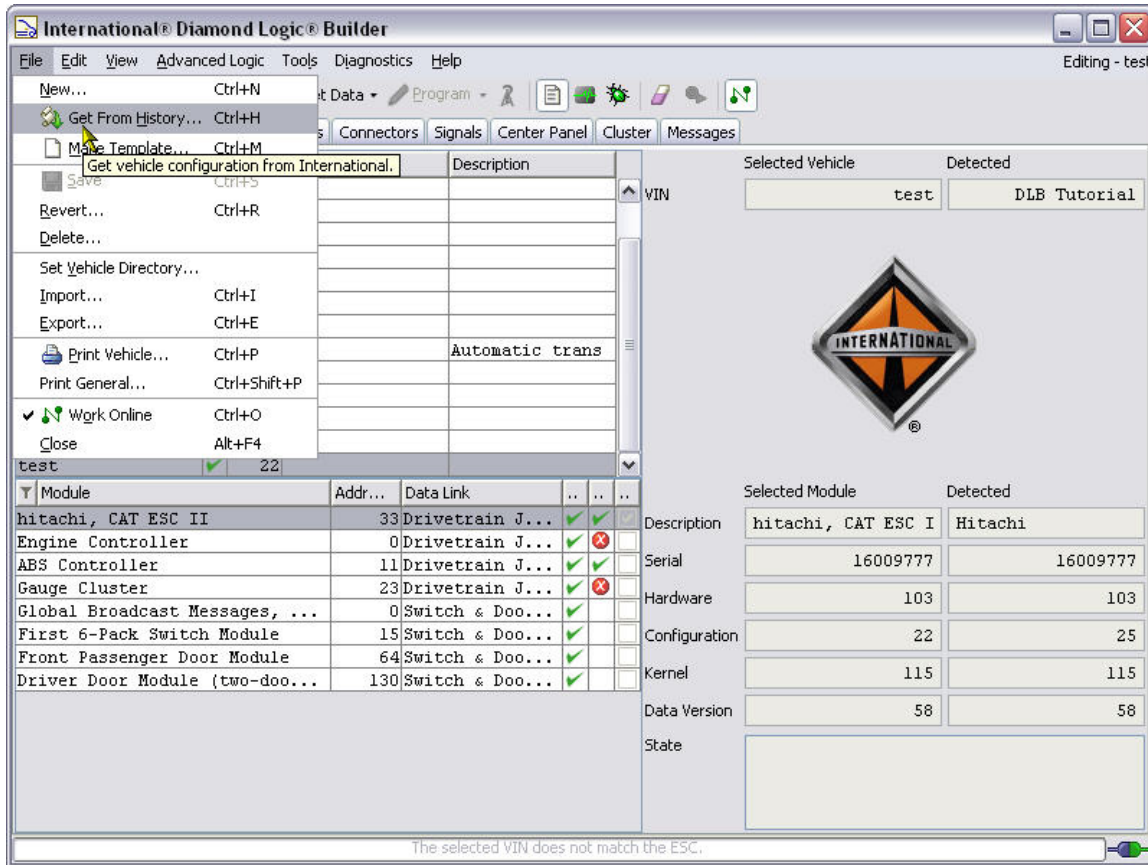 International® Diamond Logic® Builder
File Edit View Advanced Logic Tools Diagnostics Help Editing - test
New... Ctrl+N
t Data Program
Get From History... Ctrl+H
s Connectors Signals Center Panel Cluster Messages
Make Template... Ctrl+M
Get vehicle configuration from International.
Description
Save Ctrl+S
Revert... Ctrl+R
Delete...
Set Vehicle Directory...
Import... Ctrl+I
Export... Ctrl+E
Print Vehicle... Ctrl+P
Automatic trans
Print General... Ctrl+Shift+P
Work Online Ctrl+O
Close Alt+F4
test 22
Selected Vehicle Detected
VIN test DLB Tutorial
INTERNATIONAL
®
Module Addr... Data Link .. .. ..
hitachi, CAT ESC II 33 Drivetrain J...
Engine Controller 0 Drivetrain J...
ABS Controller 11 Drivetrain J...
Gauge Cluster 23 Drivetrain J...
Global Broadcast Messages, ... 0 Switch & Doo...
First 6-Pack Switch Module 15 Switch & Doo...
Front Passenger Door Module 64 Switch & Doo...
Driver Door Module (two-doo... 130 Switch & Doo...
Selected Module Detected
Description hitachi, CAT ESC I Hitachi
Serial 16009777 16009777
Hardware 103 103
Configuration 22 25
Kernel 115 115
Data Version 58 58
State
The selected VIN does not match the ESC.